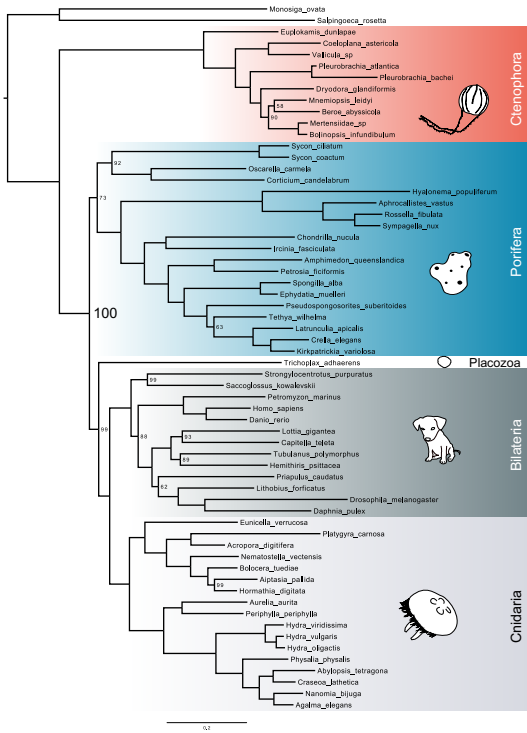 Monosiga_ovata
Salpingoeca_rosetta
Euplokamis_dunlapae
Coeloplana_astericola
Vallicula_sp
Pleurobrachia_atlantica
Pleurobrachia_bachei
Dryodora_glandiformis
Mnemiopsis_leidyi
58
Beroe_abyssicola
90
Mertensiidae_sp
Bolinopsis_infundibulum
Ctenophora
Sycon_ciliatum
92
Sycon_coactum
Oscarella_carmela
Corticium_candelabrum
73
Hyalonema_populiferum
Aphrocallistes_vastus
Rossella_fibulata
Sympagella_nux
Chondrilla_nucula
Ircinia_fasciculata
Amphimedon_queenslandica
Petrosia_ficiformis
Spongilla_alba
Ephydatia_muelleri
Pseudospongosorites_suberitoides
100
Tethya_wilhelma
63
Latrunculia_apicalis
Crella_elegans
Kirkpatrickia_variolosa
Porifera
Trichoplax_adhaerens
Placozoa
99
Strongylocentrotus_purpuratus
99
Saccoglossus_kowalevskii
Petromyzon_marinus
Homo_sapiens
Danio_rerio
88
Lottia_gigantea
93
Capitella_teleta
Tubulanus_polymorphus
89
Hemithiris_psittacea
Priapulus_caudatus
62
Lithobius_forficatus
Drosophila_melanogaster
Daphnia_pulex
Bilateria
Eunicella_verrucosa
Platygyra_carnosa
Acropora_digitifera
Nematostella_vectensis
Bolocera_tuediae
Aiptasia_pallida
99
Hormathia_digitata
Aurelia_aurita
Periphylla_periphylla
Hydra_viridissima
Hydra_vulgaris
Hydra_oligactis
Physalia_physalis
Abylopsis_tetragona
Craseoa_lathetica
Nanomia_bijuga
Agalma_elegans
Cnidaria
0.2